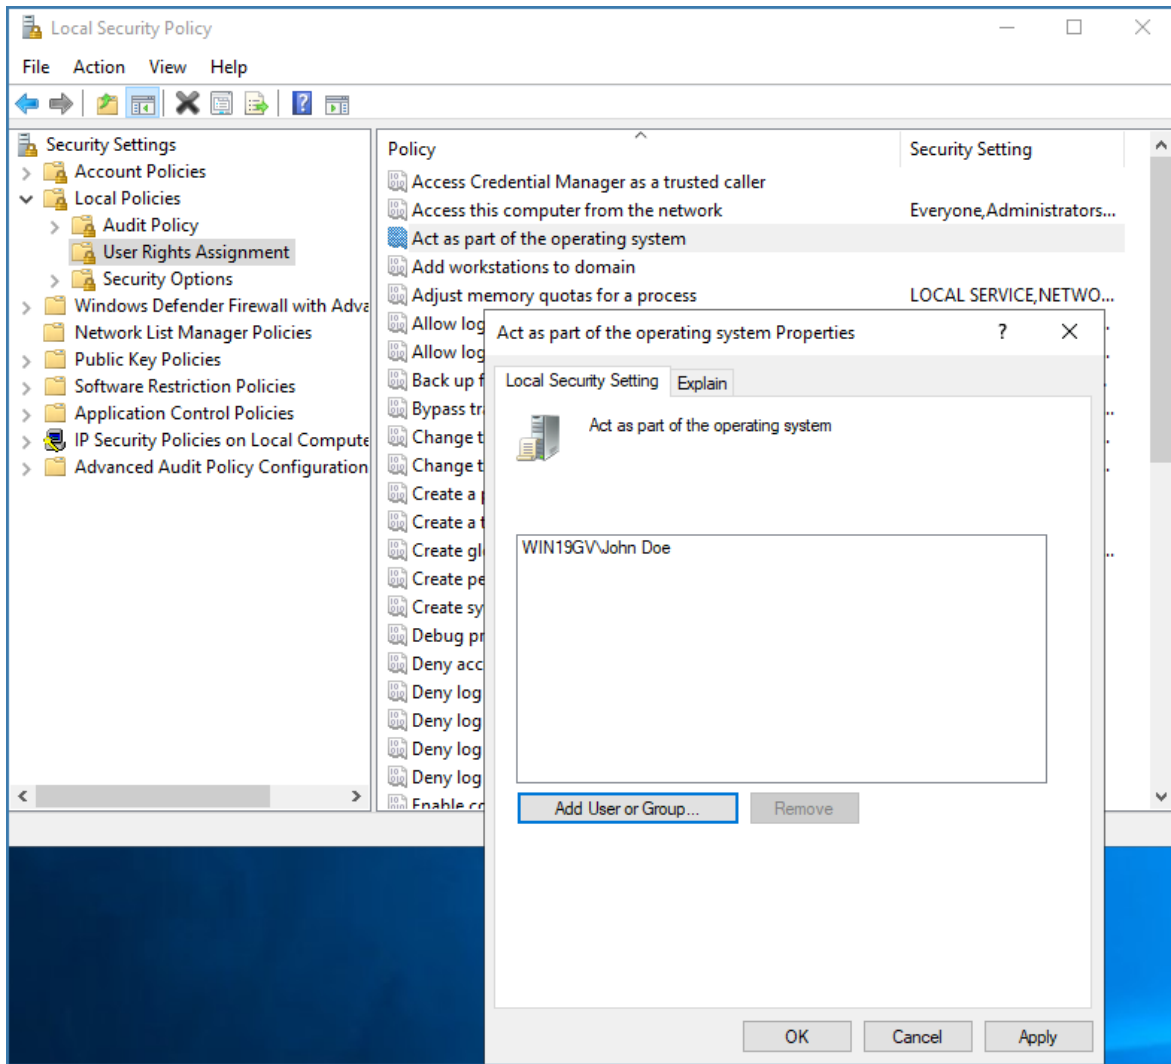 Local Security Policy
File Action View Help
Security Settings
Account Policies
Local Policies
Audit Policy
User Rights Assignment
Security Options
Windows Defender Firewall with Adva
Network List Manager Policies
Public Key Policies
Software Restriction Policies
Application Control Policies
IP Security Policies on Local Compute
Advanced Audit Policy Configuration
Policy Security Setting
Access Credential Manager as a trusted caller
Access this computer from the network Everyone,Administrators...
Act as part of the operating system
Add workstations to domain
Adjust memory quotas for a process LOCAL SERVICE,NETWO...
Allow log
Allow log
Back up f
Bypass tra
Change t
Change t
Create a p
Create a t
Create glo
Create pe
Create sy
Debug pr
Deny acc
Deny log
Deny log
Deny log
Deny log
Enable co
Act as part of the operating system Properties ?
Local Security Setting Explain
Act as part of the operating system
WIN19GV\John Doe
Add User or Group... Remove
OK Cancel Apply